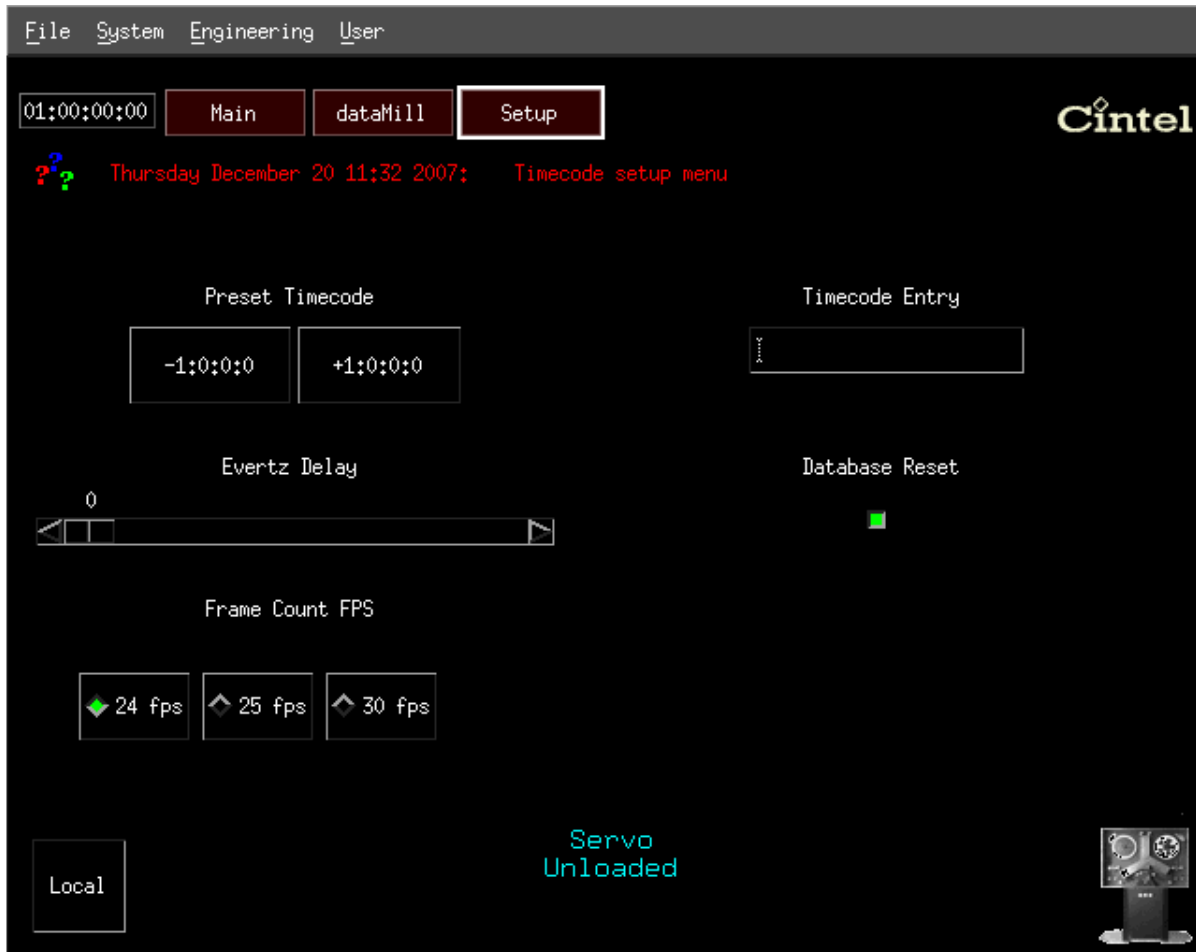 File System Engineering User
01:00:00:00 Main dataMill Setup
Cintel
??? Thursday December 20 11:32 2007: Timecode setup menu
Preset Timecode
Timecode Entry
-1:0:0:0 +1:0:0:0
Evertz Delay
Database Reset
0
Frame Count FPS
24 fps 25 fps 30 fps
Servo
Unloaded
Local